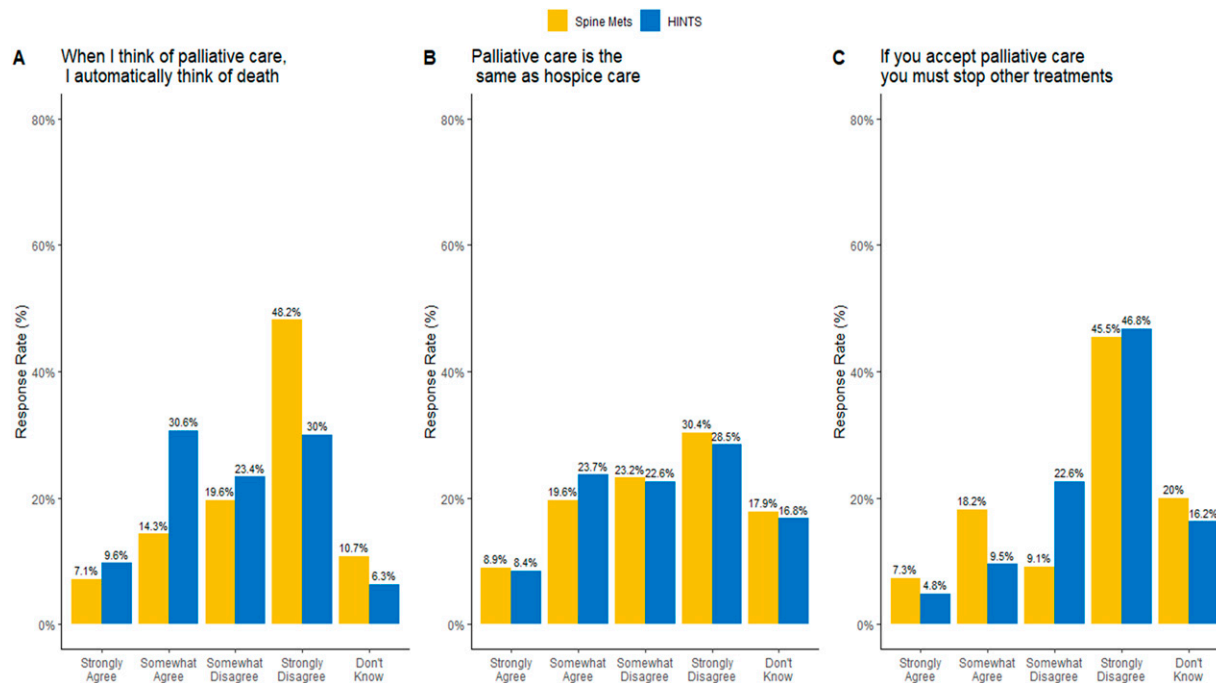 Spine Mets HINTS
A When I think of palliative care,
I automatically think of death
Response Rate (%)
80%
60%
40%
20%
0%
7.1% 9.6% 14.3% 30.6% 19.6% 23.4% 48.2% 30% 10.7% 6.3%
Strongly Somewhat Somewhat Strongly Don't
Agree Agree Disagree Disagree Know
B Palliative care is the
same as hospice care
Response Rate (%)
80%
60%
40%
20%
0%
8.9% 8.4% 19.6% 23.7% 23.2% 22.6% 30.4% 28.5% 17.9% 16.8%
Strongly Somewhat Somewhat Strongly Don't
Agree Agree Disagree Disagree Know
C If you accept palliative care
you must stop other treatments
Response Rate (%)
80%
60%
40%
20%
0%
7.3% 4.8% 18.2% 9.5% 9.1% 22.6% 45.5% 46.8% 20% 16.2%
Strongly Somewhat Somewhat Strongly Don't
Agree Agree Disagree Disagree Know